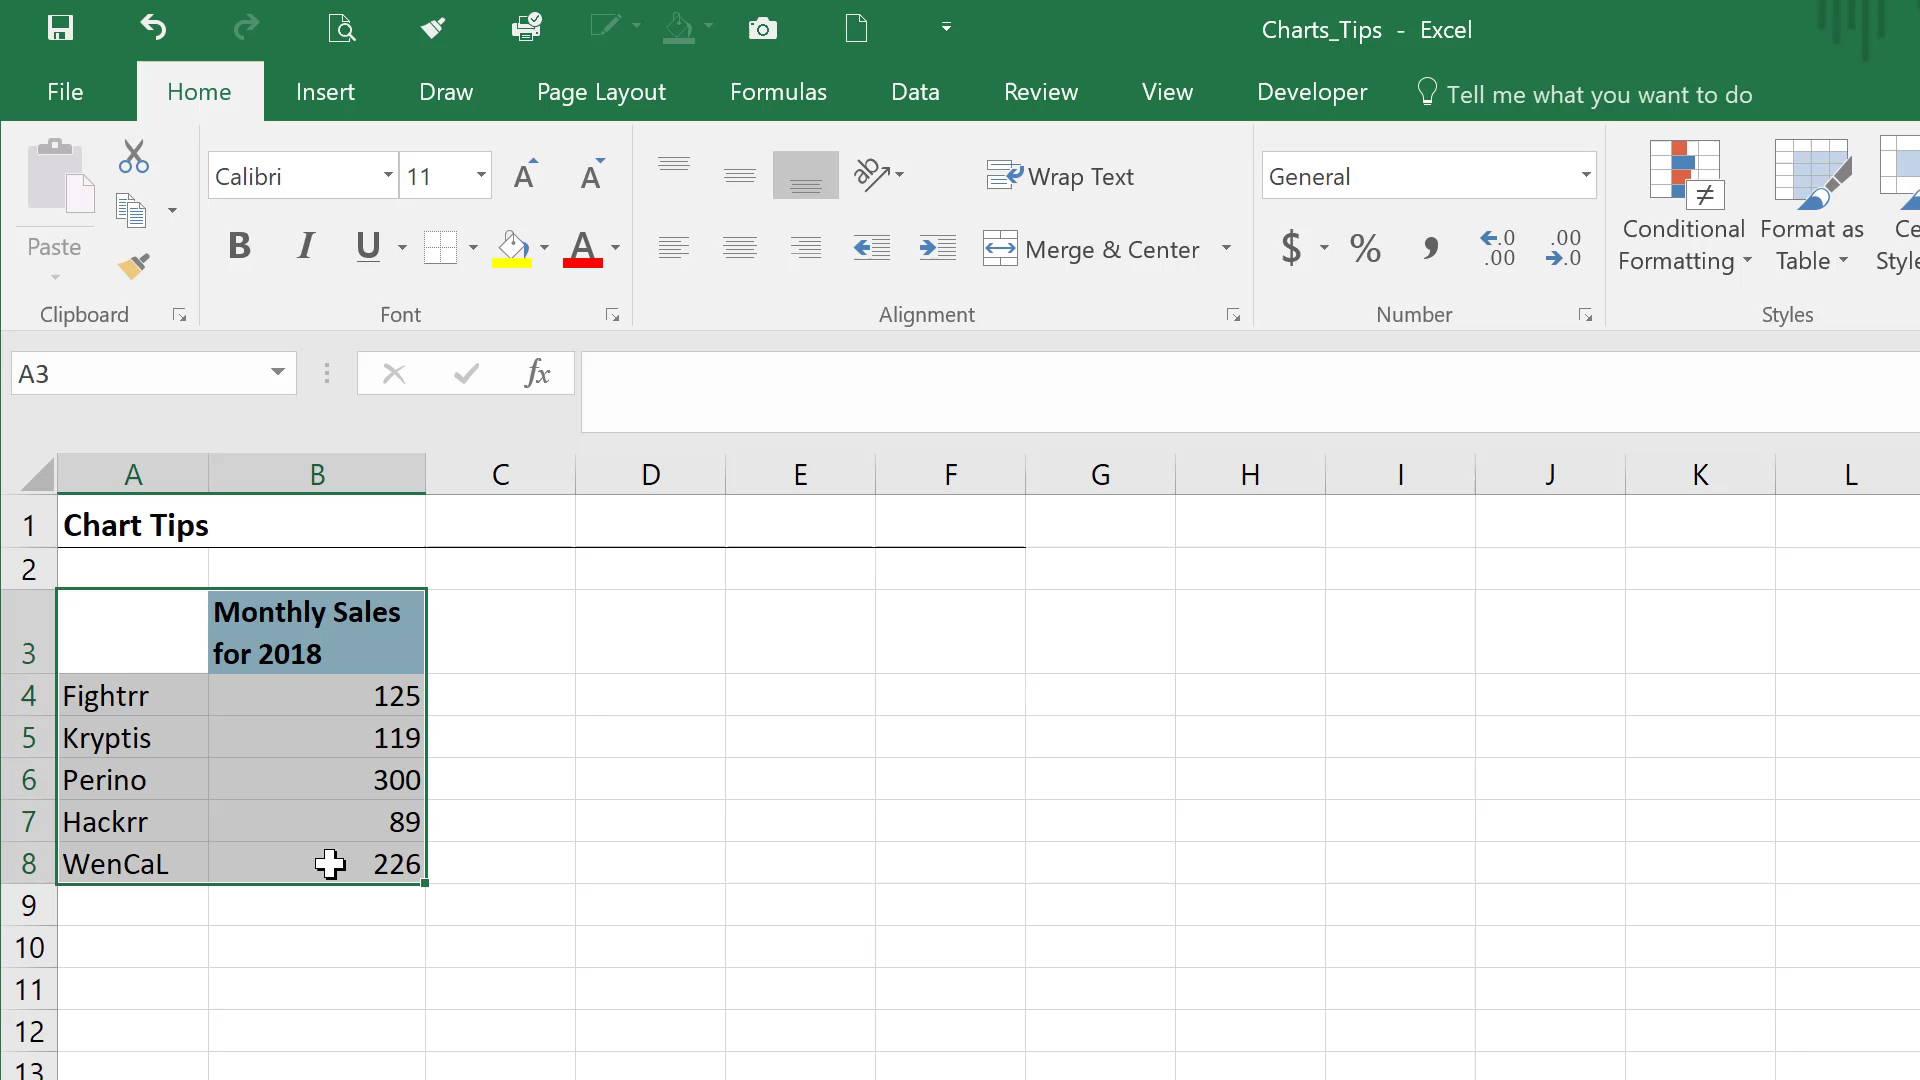 Charts_Tips - Excel
File Home Insert Draw Page Layout Formulas Data Review View Developer Tell me what you want to do
Paste
Clipboard
Calibri 11
B I U A
Font
Wrap Text
Merge & Center
Alignment
General
$ % ,
Number
Conditional Formatting
Format as Table
Styles
A3
fx
A B C D E F G H I J K L
1 Chart Tips
2
3 Monthly Sales
for 2018
4 Fightrr 125
5 Kryptis 119
6 Perino 300
7 Hackrr 89
8 WenCaL 226
9
10
11
12
13